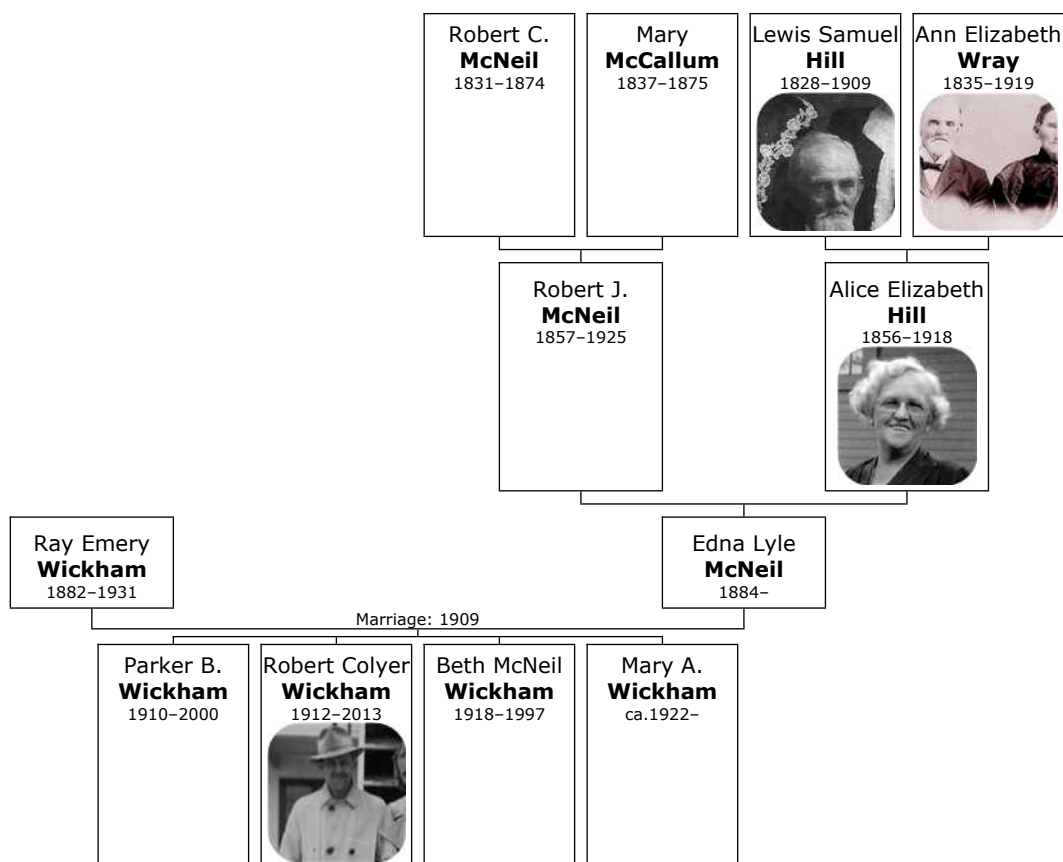 Robert C.
McNeil
1831–1874
Mary
McCallum
1837–1875
Lewis Samuel
Hill
1828–1909
Ann Elizabeth
Wray
1835–1919
Robert J.
McNeil
1857–1925
Alice Elizabeth
Hill
1856–1918
Ray Emery
Wickham
1882–1931
Edna Lyle
McNeil
1884–
Marriage: 1909
Parker B.
Wickham
1910–2000
Robert Colyer
Wickham
1912–2013
Beth McNeil
Wickham
1918–1997
Mary A.
Wickham
ca.1922–